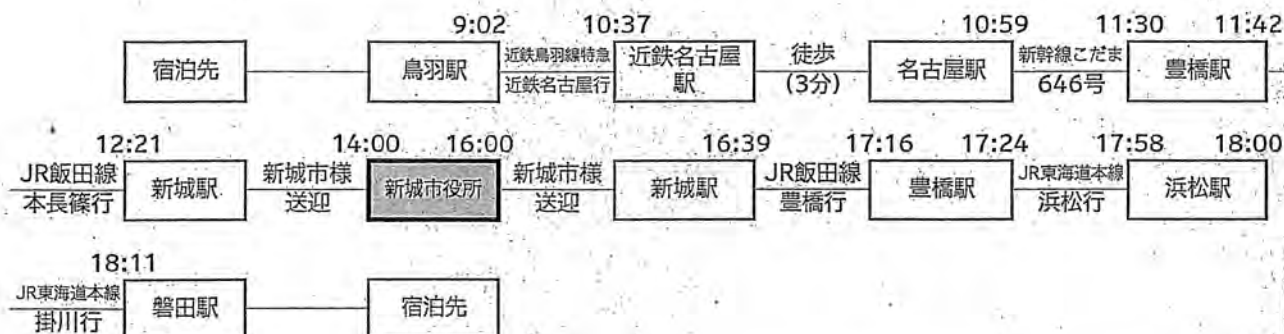 9:02 10:37 10:59 11:30 11:42
宿泊先 鳥羽駅 近鉄鳥羽線特急 近鉄名古屋行 近鉄名古屋駅 徒歩 (3分) 名古屋駅 新幹線こだま 646号 豊橋駅
12:21 14:00 16:00 16:39 17:16 17:24 17:58 18:00
JR飯田線 本長篠行 新城駅 新城市様 送迎 新城市役所 新城市様 送迎 新城駅 JR飯田線 豊橋行 豊橋駅 JR東海道本線 浜松行 浜松駅
18:11
JR東海道本線 掛川行 磐田駅 宿泊先